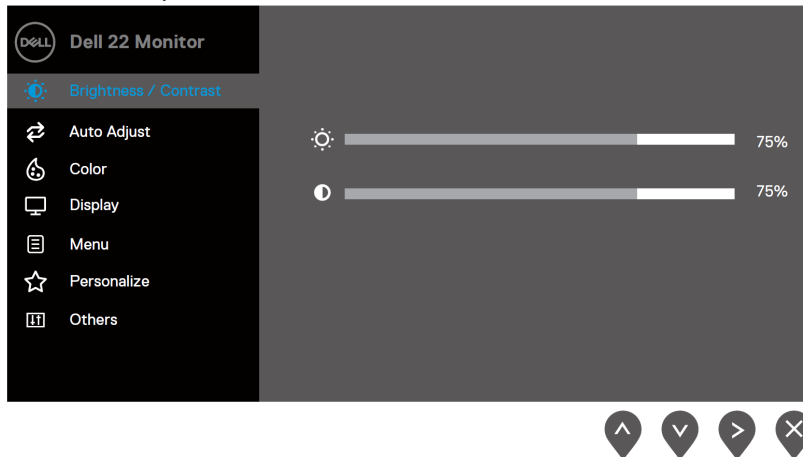 DELL Dell 22 Monitor
Brightness / Contrast
Auto Adjust
75%
Color
75%
Display
Menu
Personalize
Others